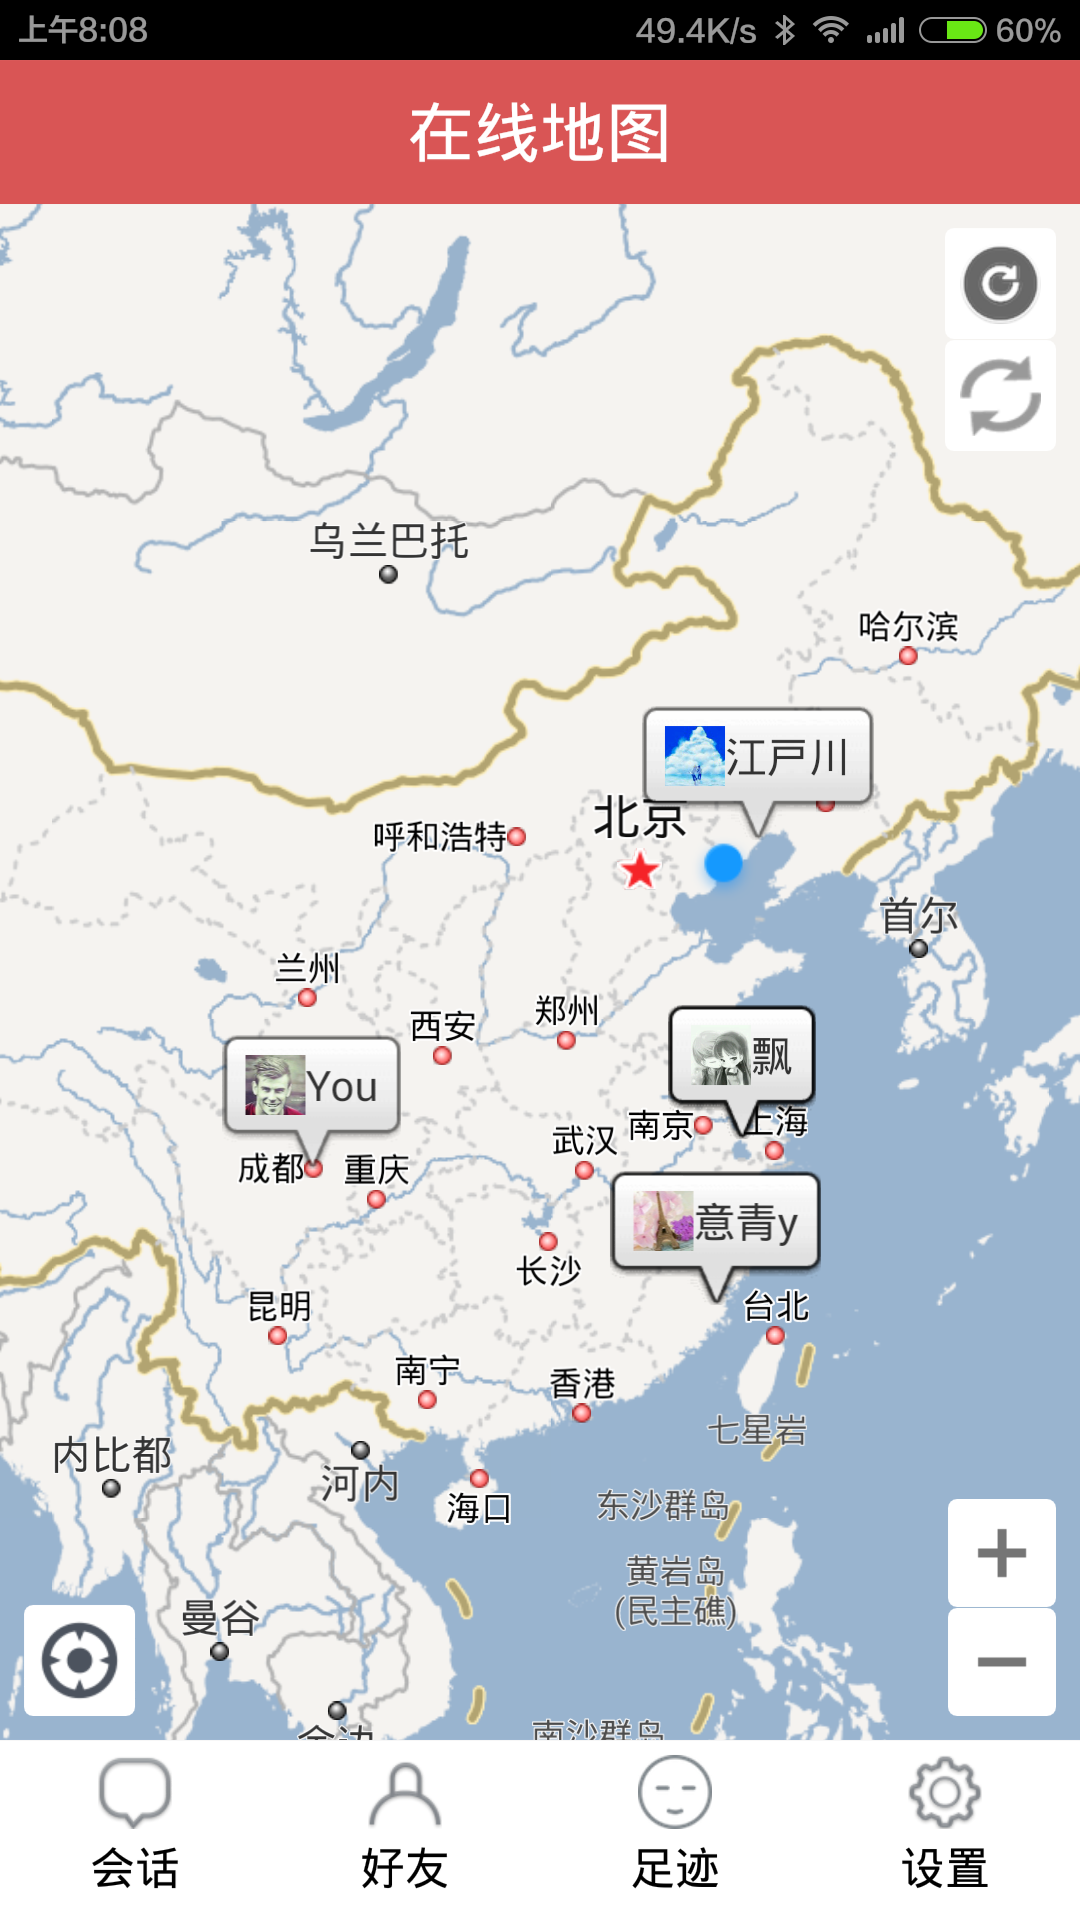 上午8:08
49.4K/s
60%
在线地图
乌兰巴托
哈尔滨
江戸川
北京
呼和浩特
首尔
兰州
郑州
西安
飘
You
南京
上海
武汉
成都
重庆
意青y
长沙
昆明
台北
南宁
香港
七星岩
内比都
河内
海口
东沙群岛
黄岩岛
(民主礁)
曼谷
南沙群岛
金边
会话
好友
足迹
设置